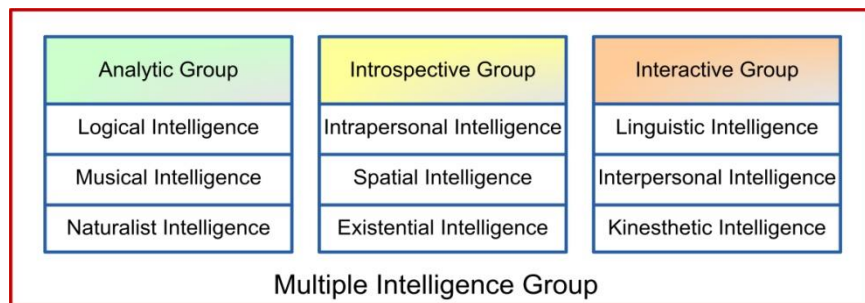 Analytic Group
Logical Intelligence
Musical Intelligence
Naturalist Intelligence
Introspective Group
Intrapersonal Intelligence
Spatial Intelligence
Existential Intelligence
Interactive Group
Linguistic Intelligence
Interpersonal Intelligence
Kinesthetic Intelligence
Multiple Intelligence Group